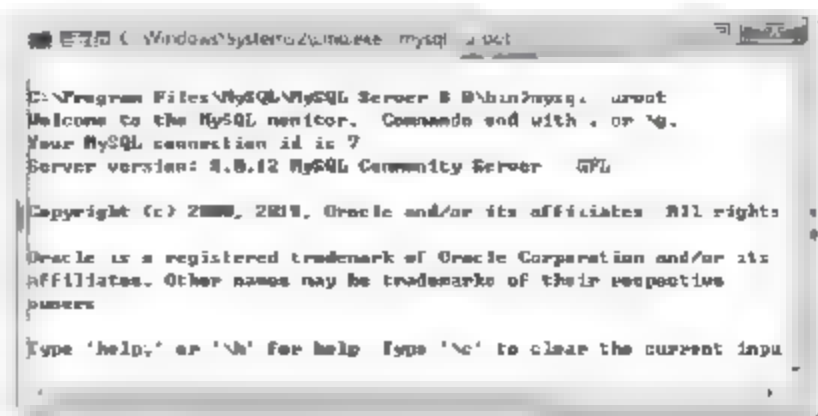 C:\Windows\System32\cmd.exe - mysql -uroot
C:\Program Files\MySQL\MySQL Server 8.0\bin>mysql -uroot
Welcome to the MySQL monitor.  Commands end with ; or \g.
Your MySQL connection id is 7
Server version: 8.0.12 MySQL Community Server - GPL
Copyright (c) 2000, 2018, Oracle and/or its affiliates. All rights
Oracle is a registered trademark of Oracle Corporation and/or its
affiliates. Other names may be trademarks of their respective
owners.
Type 'help;' or '\h' for help. Type '\c' to clear the current inpu